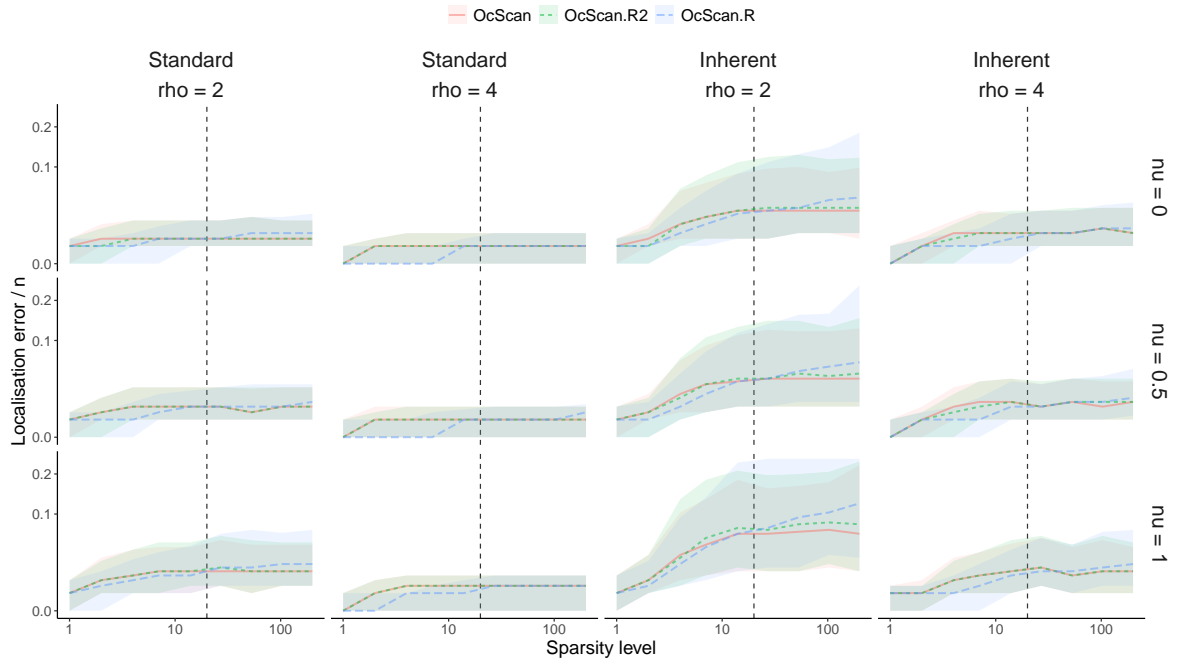 OcScan OcScan.R2 OcScan.R
Standard Standard Inherent Inherent
rho = 2 rho = 4 rho = 2 rho = 4
0.2
0.1
0.0
nu = 0
0.2
0.1
0.0
nu = 0.5
0.2
0.1
0.0
nu = 1
Localisation error / n
1 10 100 1 10 100 1 10 100 1 10 100
Sparsity level